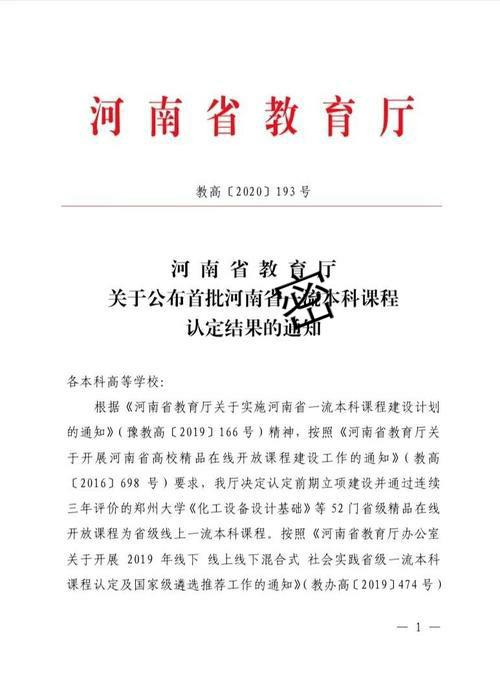 河南省教育厅
教高〔2020〕193 号
河南省教育厅
关于公布首批河南省一流本科课程
认定结果的通知
各本科高等学校：
根据《河南省教育厅关于实施河南省一流本科课程建设计划
的通知》（豫教高〔2019〕166 号）精神，按照《河南省教育厅关
于开展河南省高校精品在线开放课程建设工作的通知》（教高
〔2016〕698 号）要求，我厅决定认定前期立项建设并通过连续
三年评价的郑州大学《化工设备设计基础》等 52 门省级精品在线
开放课程为省级线上一流本科课程。按照《河南省教育厅办公室
关于开展 2019 年线下 线上线下混合式 社会实践省级一流本科
课程认定及国家级遴选推荐工作的通知》（教办高〔2019〕474 号）
— 1 —